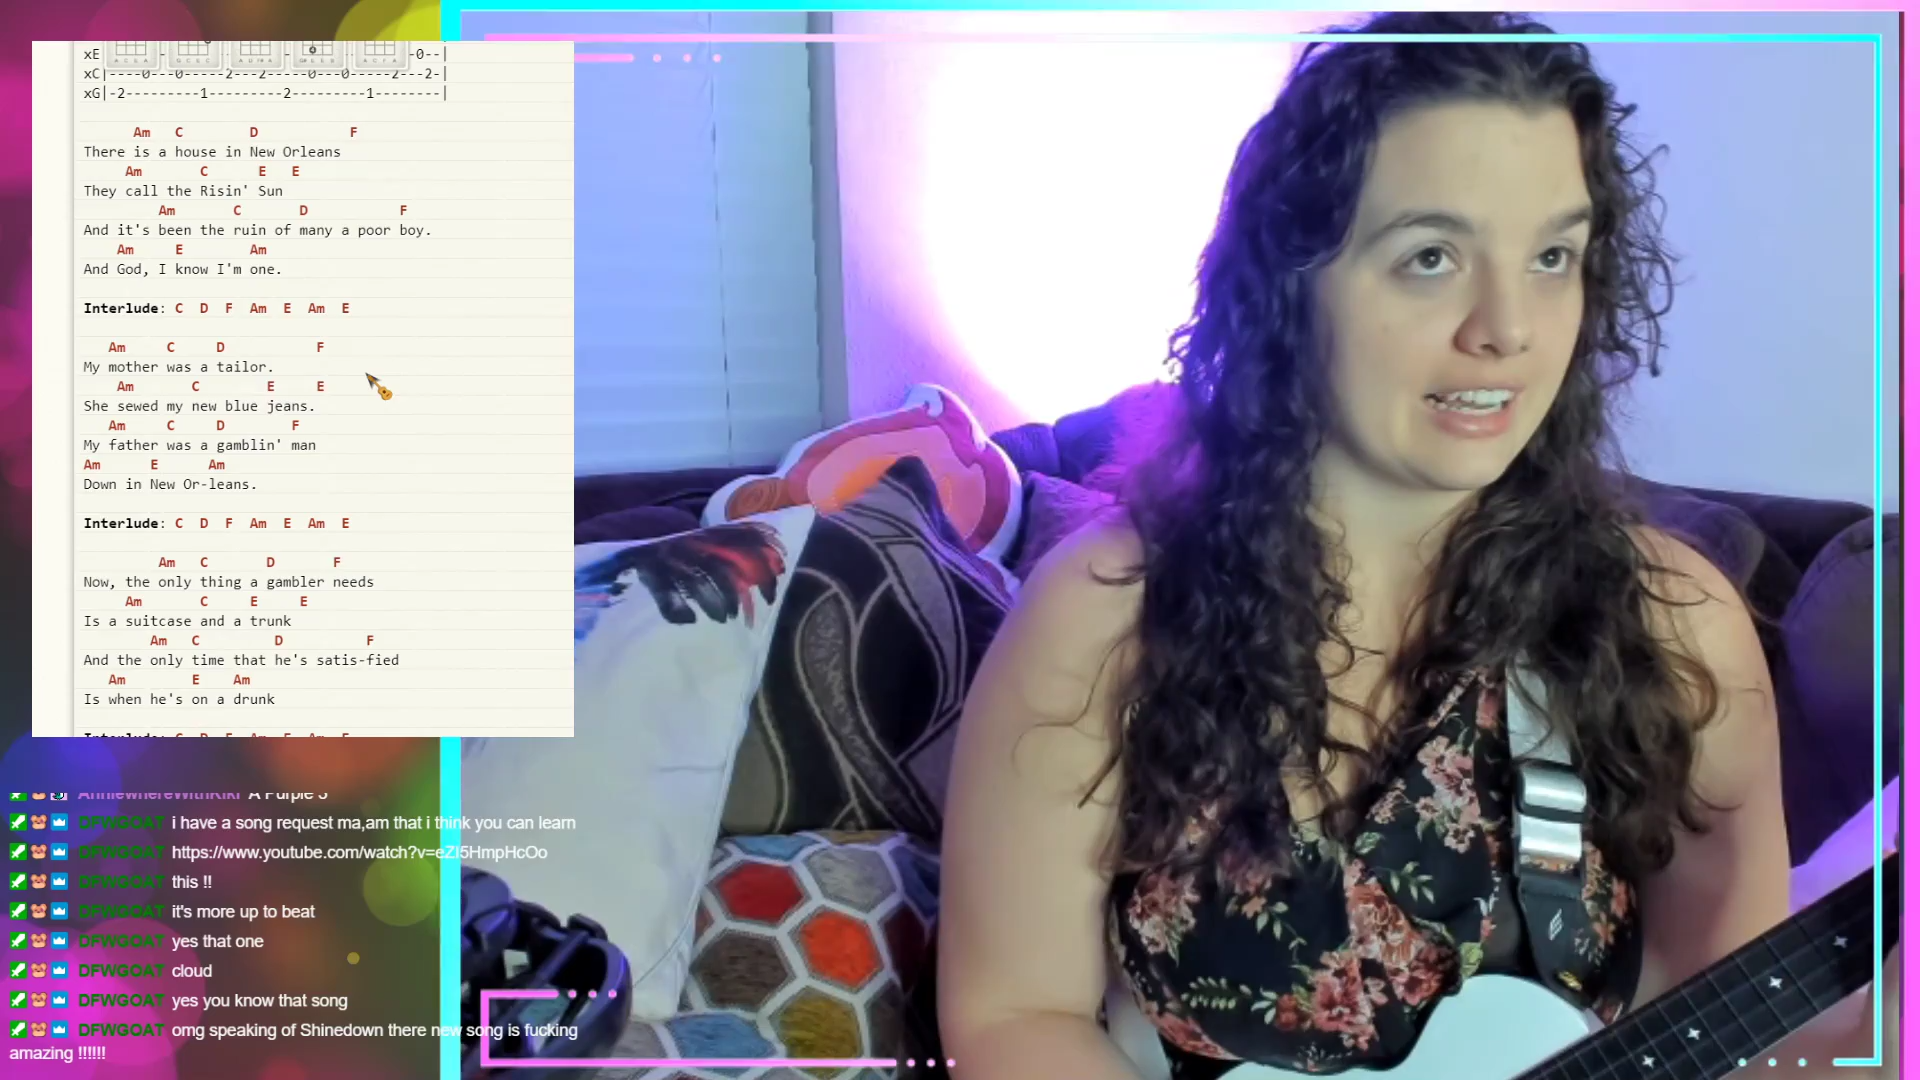 xE -0--|
xC|----0---0-----2---2-----0---0-----2---2-|
xG|-2---------1---------2---------1--------|
Am C D F
There is a house in New Orleans
Am C E E
They call the Risin' Sun
Am C D F
And it's been the ruin of many a poor boy.
Am E Am
And God, I know I'm one.
Interlude: C D F Am E Am E
Am C D F
My mother was a tailor.
Am C E E
She sewed my new blue jeans.
Am C D F
My father was a gamblin' man
Am E Am
Down in New Or-leans.
Interlude: C D F Am E Am E
Am C D F
Now, the only thing a gambler needs
Am C E E
Is a suitcase and a trunk
Am C D F
And the only time that he's satis-fied
Am E Am
Is when he's on a drunk
Interlude: C D F Am E Am E
AnniewhereWithKiki A Purple S
DFWGOAT i have a song request ma,am that i think you can learn
DFWGOAT https://www.youtube.com/watch?v=eZI5HmpHcOo
DFWGOAT this !!
DFWGOAT it's more up to beat
DFWGOAT yes that one
DFWGOAT cloud
DFWGOAT yes you know that song
DFWGOAT omg speaking of Shinedown there new song is fucking
amazing !!!!!!